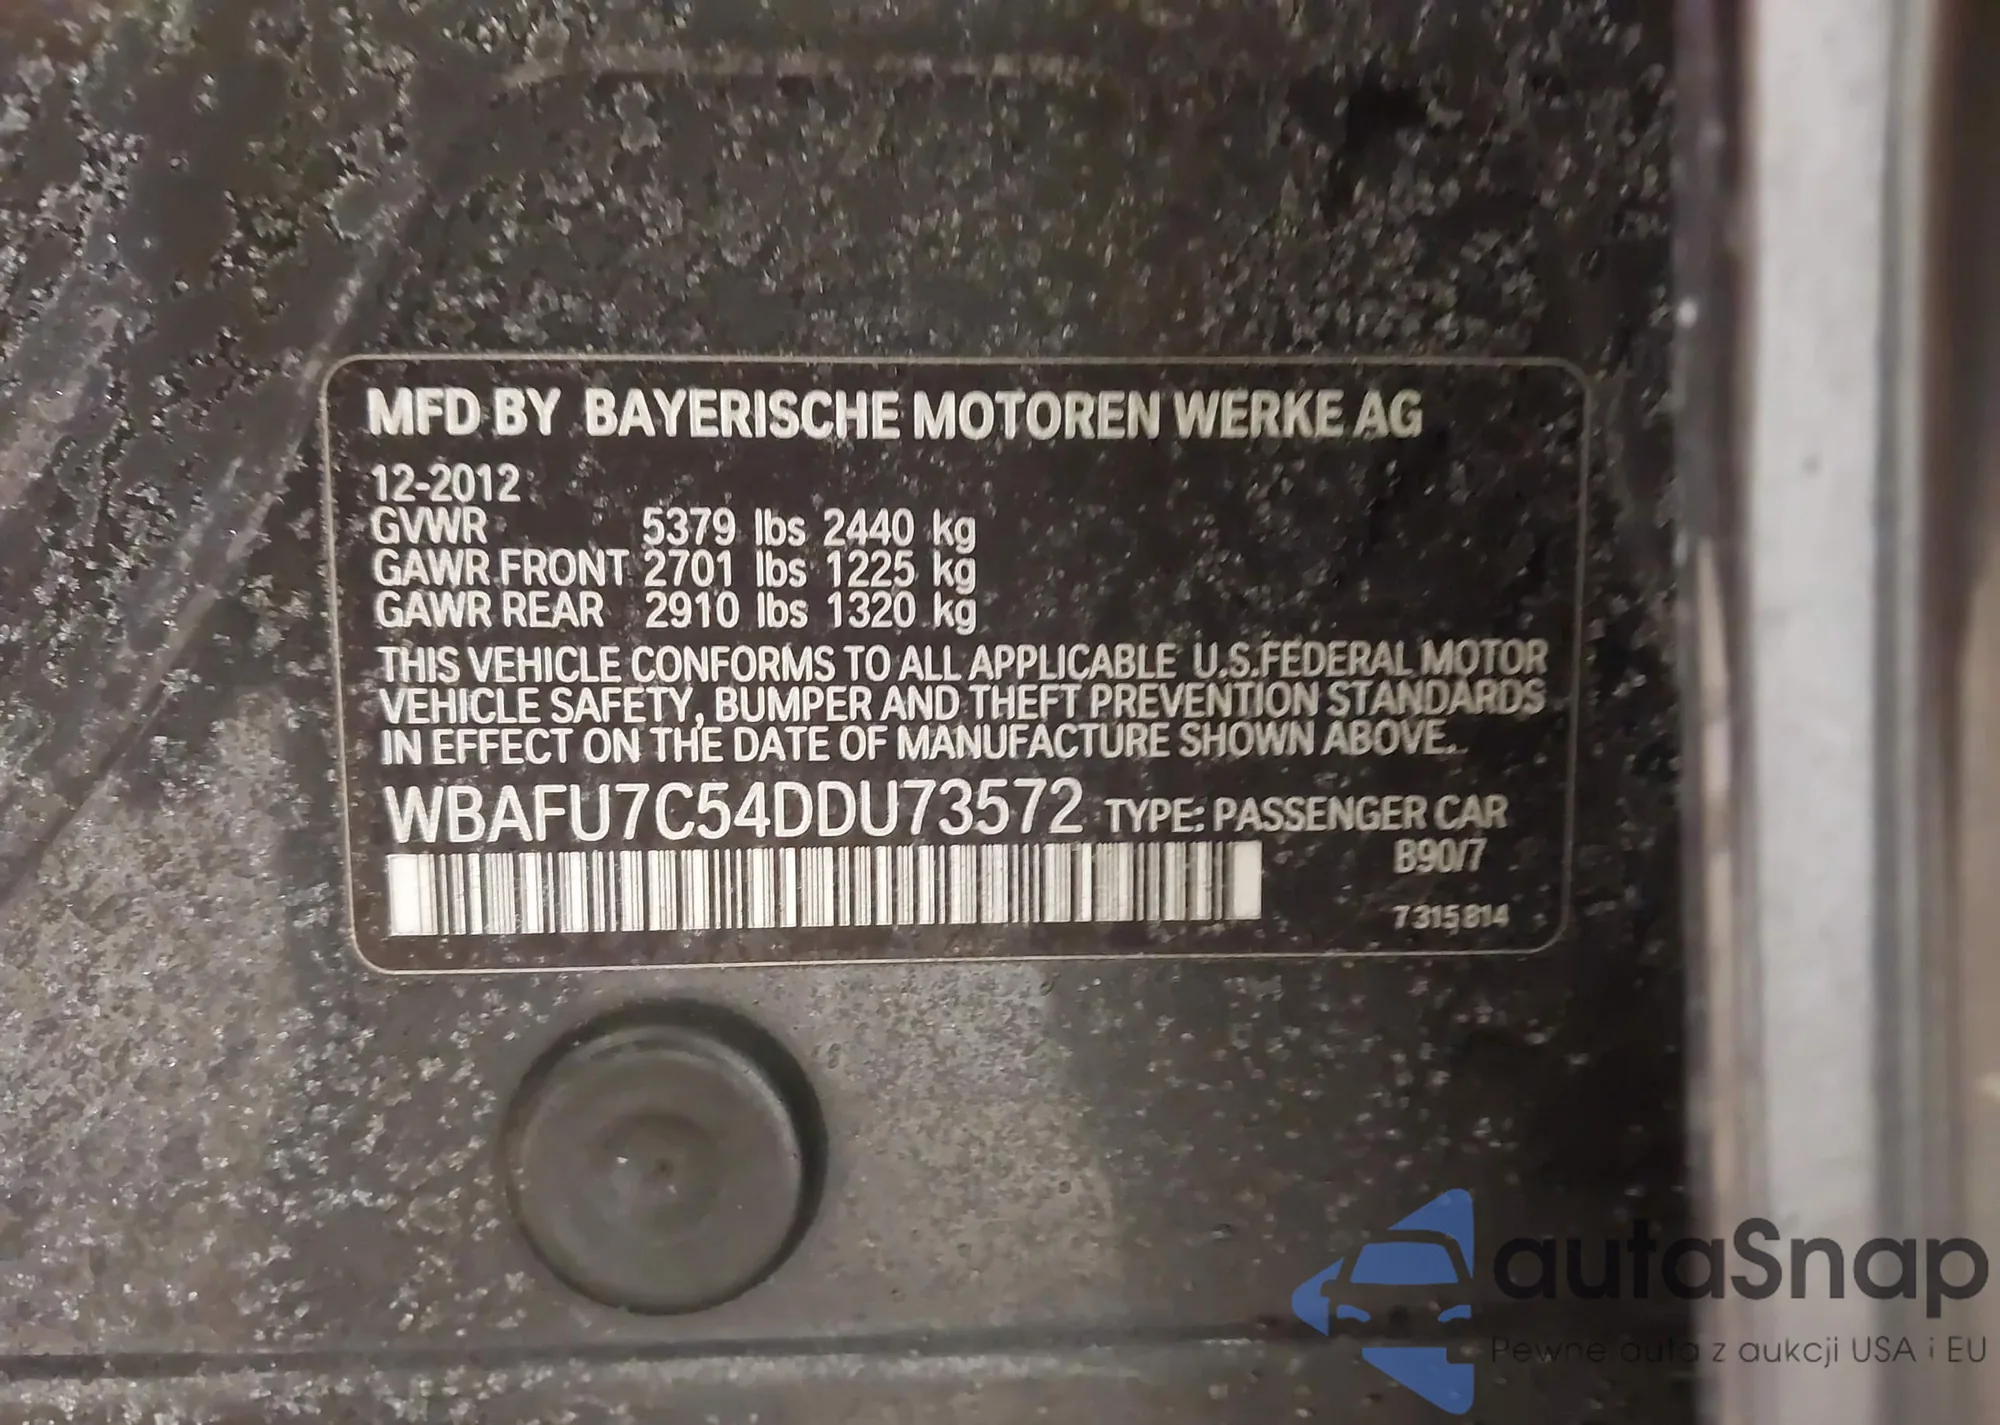 MFD BY BAYERISCHE MOTOREN WERKE AG
12-2012
GVWR 5379 lbs 2440 kg
GAWR FRONT 2701 lbs 1225 kg
GAWR REAR 2910 lbs 1320 kg
THIS VEHICLE CONFORMS TO ALL APPLICABLE U.S.FEDERAL MOTOR
VEHICLE SAFETY, BUMPER AND THEFT PREVENTION STANDARDS
IN EFFECT ON THE DATE OF MANUFACTURE SHOWN ABOVE.
WBAFU7C54DDU73572 TYPE: PASSENGER CAR
B90/7
7 315 814
autaSnap
Pewne auta z aukcji USA i EU